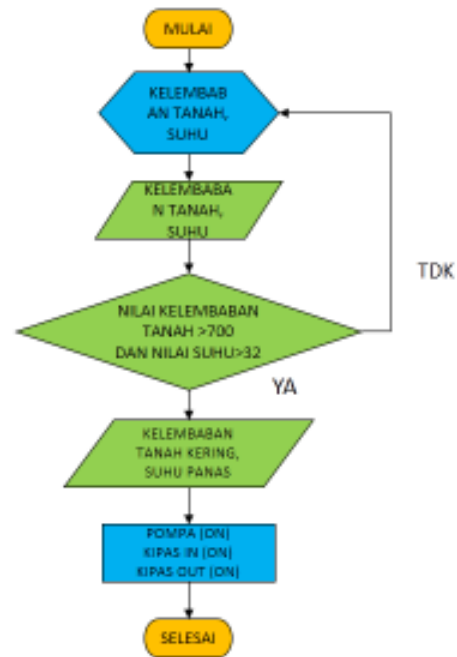 MULAI
KELEMBAB
AN TANAH,
SUHU
KELEMBABA
N TANAH,
SUHU
NILAI KELEMBABAN
TANAH >700
DAN NILAI SUHU>32
TDK
YA
KELEMBABAN
TANAH KERING,
SUHU PANAS
POMPA (ON)
KIPAS IN (ON)
KIPAS OUT (ON)
SELESAI